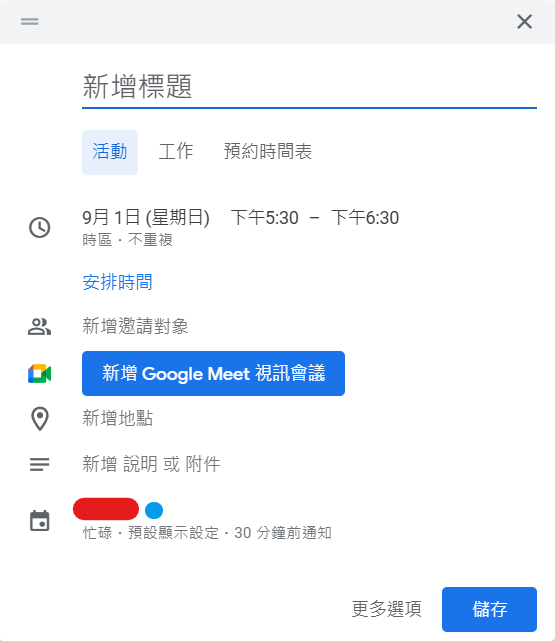 新增標題
活動 工作 預約時間表
9月 1日 (星期日) 下午5:30 – 下午6:30
時區・不重複
安排時間
新增邀請對象
新增 Google Meet 視訊會議
新增地點
新增 說明 或 附件
忙碌・預設顯示設定・30 分鐘前通知
更多選項 儲存